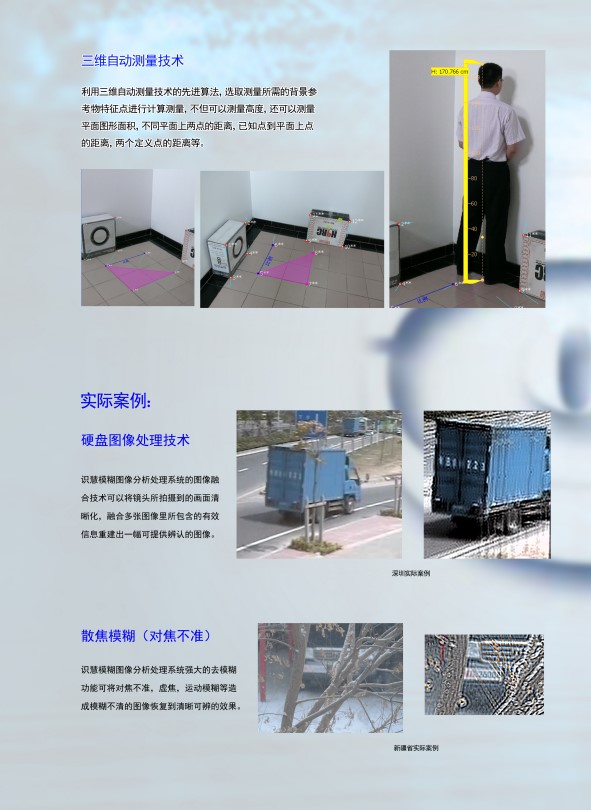 三维自动测量技术
利用三维自动测量技术的先进算法, 选取测量所需的背景参
考物特征点进行计算测量, 不但可以测量高度, 还可以测量
平面图形面积, 不同平面上两点的距离, 已知点到平面上点
的距离, 两个定义点的距离等。
H: 170.766 cm
80
60
40
20
实际案例:
硬盘图像处理技术
识慧模糊图像分析处理系统的图像融
合技术可以将镜头所拍摄到的画面清
晰化, 融合多张图像里所包含的有效
信息重建出一幅可提供辨认的图像。
深圳实际案例
散焦模糊（对焦不准）
识慧模糊图像分析处理系统强大的去模糊
功能可将对焦不准, 虚焦, 运动模糊等造
成模糊不清的图像恢复到清晰可辨的效果。
新疆省实际案例